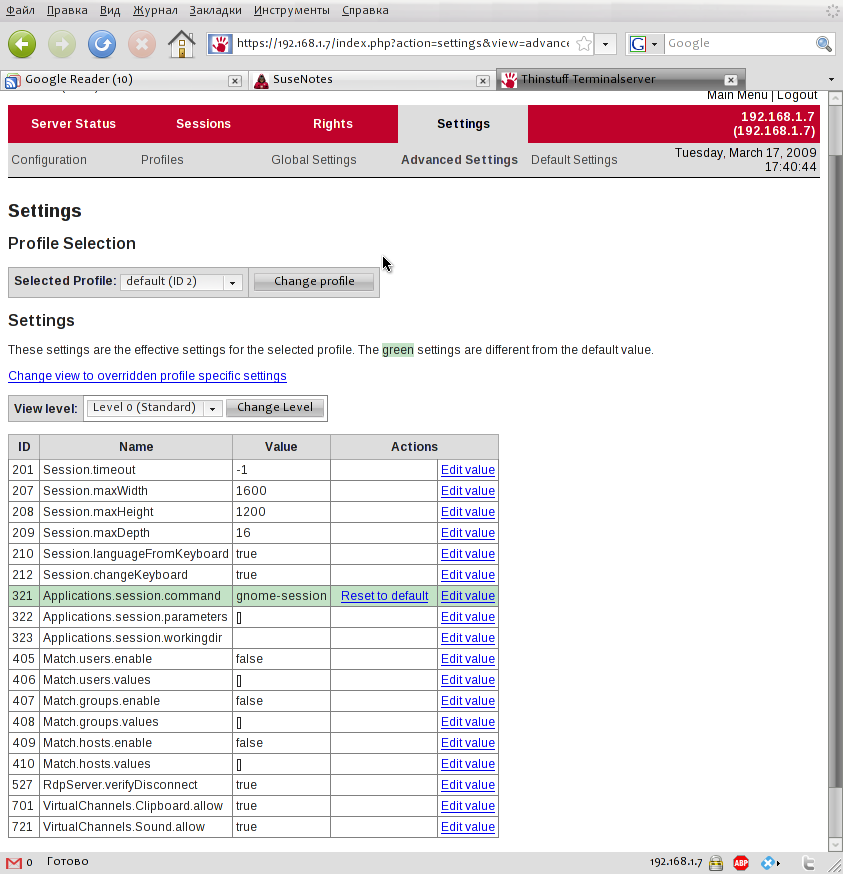 Файл Правка Вид Журнал Закладки Инструменты Справка
https://192.168.1.7/index.php?action=settings&view=advance G Google
Google Reader (10) SuseNotes Thinstuff Terminalserver
Main Menu | Logout
Server Status Sessions Rights Settings 192.168.1.7
(192.168.1.7)
Configuration Profiles Global Settings Advanced Settings Default Settings Tuesday, March 17, 2009
17:40:44
Settings
Profile Selection
Selected Profile: default (ID 2) Change profile
Settings
These settings are the effective settings for the selected profile. The green settings are different from the default value.
Change view to overridden profile specific settings
View level: Level 0 (Standard) Change Level
ID Name Value Actions
201 Session.timeout -1 Edit value
207 Session.maxWidth 1600 Edit value
208 Session.maxHeight 1200 Edit value
209 Session.maxDepth 16 Edit value
210 Session.languageFromKeyboard true Edit value
212 Session.changeKeyboard true Edit value
321 Applications.session.command gnome-session Reset to default Edit value
322 Applications.session.parameters [] Edit value
323 Applications.session.workingdir Edit value
405 Match.users.enable false Edit value
406 Match.users.values [] Edit value
407 Match.groups.enable false Edit value
408 Match.groups.values [] Edit value
409 Match.hosts.enable false Edit value
410 Match.hosts.values [] Edit value
527 RdpServer.verifyDisconnect true Edit value
701 VirtualChannels.Clipboard.allow true Edit value
721 VirtualChannels.Sound.allow true Edit value
0 Готово 192.168.1.7 ABP